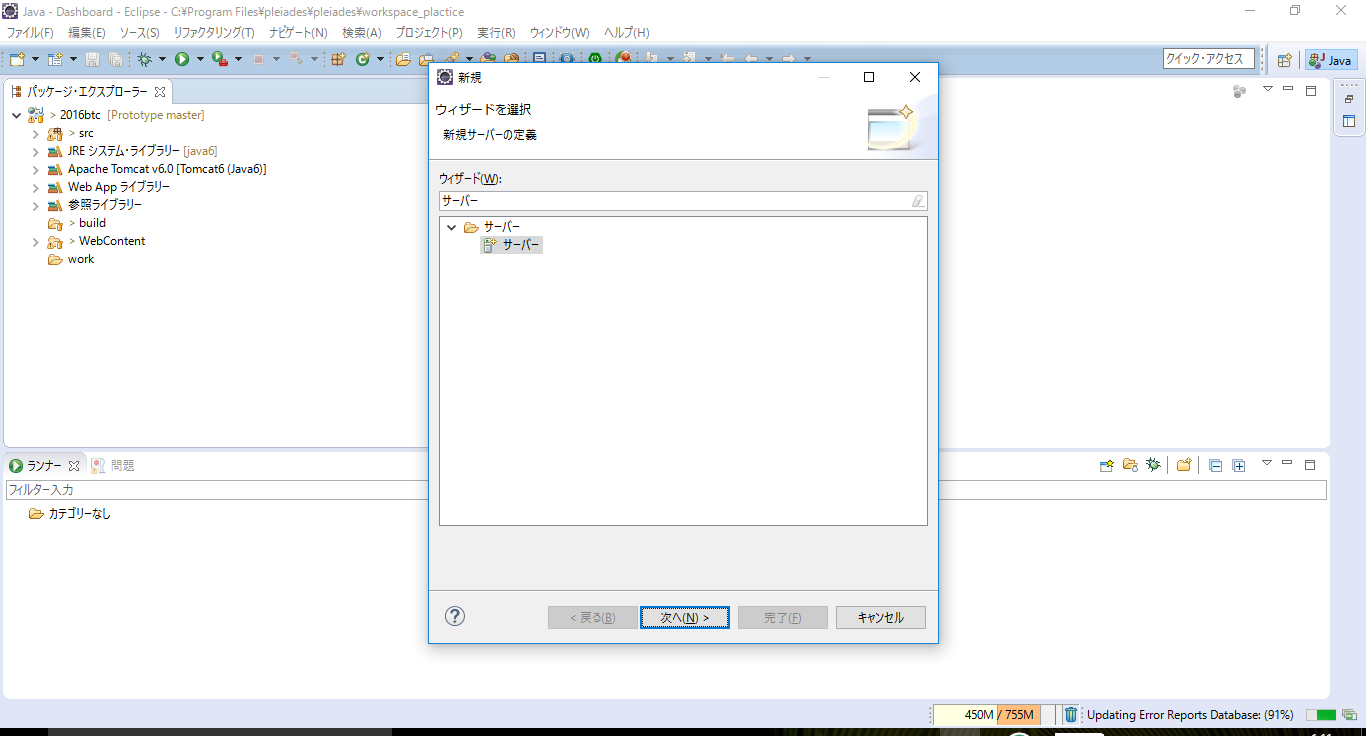 Java - Dashboard - Eclipse - C:¥Program Files¥pleiades¥pleiades¥workspace_plactice
ファイル(F) 編集(E) ソース(S) リファクタリング(T) ナビゲート(N) 検索(A) プロジェクト(P) 実行(R) ウィンドウ(W) ヘルプ(H)
クイック・アクセス
Java
パッケージ・エクスプローラー
> 2016btc [Prototype master]
> src
JRE システム・ライブラリー [java6]
Apache Tomcat v6.0 [Tomcat6 (Java6)]
Web App ライブラリー
参照ライブラリー
> build
> WebContent
work
新規
ウィザードを選択
新規サーバーの定義
ウィザード(W):
サーバー
サーバー
サーバー
< 戻る(B) 次へ(N) > 完了(F) キャンセル
ランナー 問題
フィルター入力
カテゴリーなし
450M / 755M
Updating Error Reports Database: (91%)